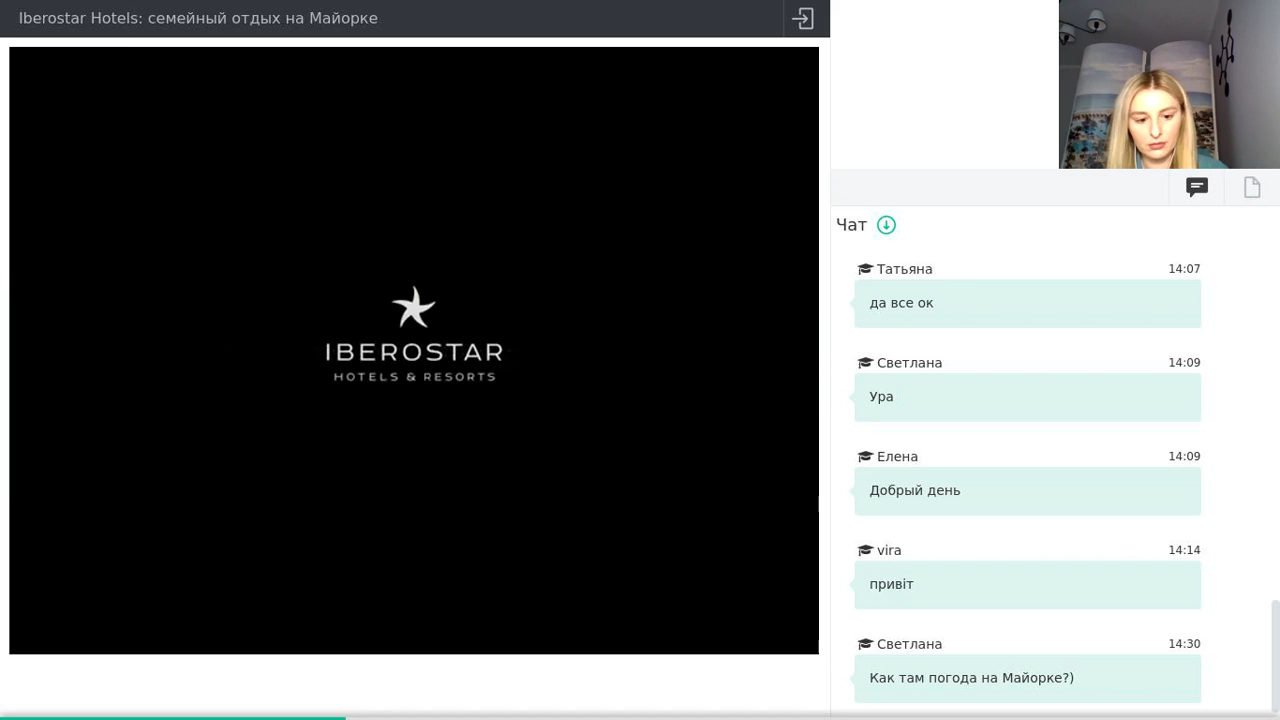 Iberostar Hotels: семейный отдых на Майорке
IBEROSTAR
HOTELS & RESORTS
Чат
Татьяна 14:07
да все ок
Светлана 14:09
Ура
Елена 14:09
Добрый день
vira 14:14
привіт
Светлана 14:30
Как там погода на Майорке?)